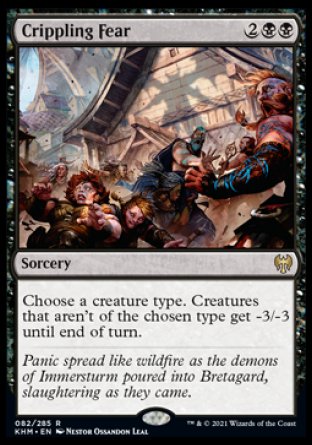 Crippling Fear 2
Sorcery
Choose a creature type. Creatures
that aren't of the chosen type get -3/-3
until end of turn.
Panic spread like wildfire as the demons
of Immersturm poured into Bretagard,
slaughtering as they came.
082/285 R
KHM • EN Nestor Ossandon Leal
™ & © 2021 Wizards of the Coast